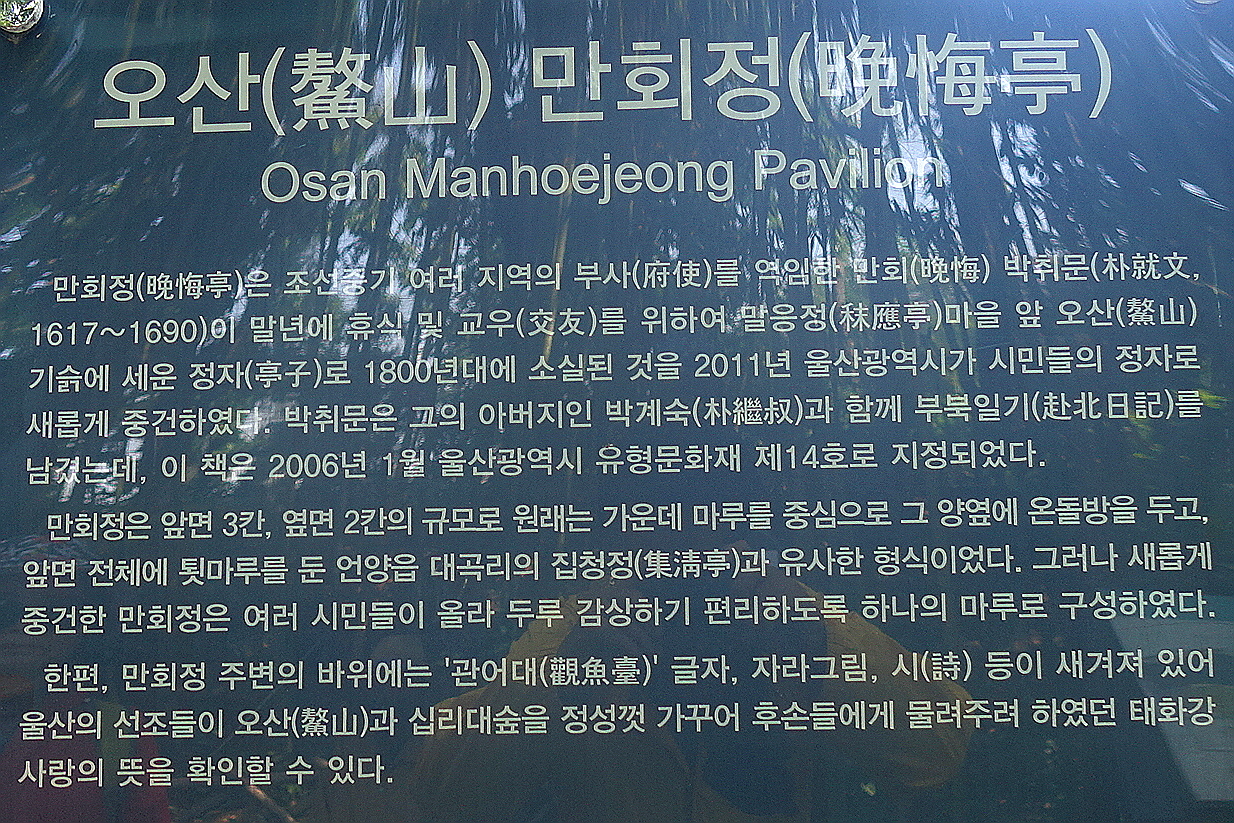 오산(鰲山) 만회정(晩悔亭)
Osan Manhoejeong Pavilion
만회정(晩悔亭)은 조선중기 여러 지역의 부사(府使)를 역임한 만회(晩悔) 박취문(朴就文,
1617～1690)이 말년에 휴식 및 교우(交友)를 위하여 말응정(秣應亭)마을 앞 오산(鰲山)
기슭에 세운 정자(亭子)로 1800년대에 소실된 것을 2011년 울산광역시가 시민들의 정자로
새롭게 중건하였다. 박취문은 그의 아버지인 박계숙(朴繼叔)과 함께 부북일기(赴北日記)를
남겼는데, 이 책은 2006년 1월 울산광역시 유형문화재 제14호로 지정되었다.
만회정은 앞면 3칸, 옆면 2칸의 규모로 원래는 가운데 마루를 중심으로 그 양옆에 온돌방을 두고,
앞면 전체에 툇마루를 둔 언양읍 대곡리의 집청정(集淸亭)과 유사한 형식이었다. 그러나 새롭게
중건한 만회정은 여러 시민들이 올라 두루 감상하기 편리하도록 하나의 마루로 구성하였다.
한편, 만회정 주변의 바위에는 '관어대(觀魚臺)' 글자, 자라그림, 시(詩) 등이 새겨져 있어
울산의 선조들이 오산(鰲山)과 십리대숲을 정성껏 가꾸어 후손들에게 물려주려 하였던 태화강
사랑의 뜻을 확인할 수 있다.